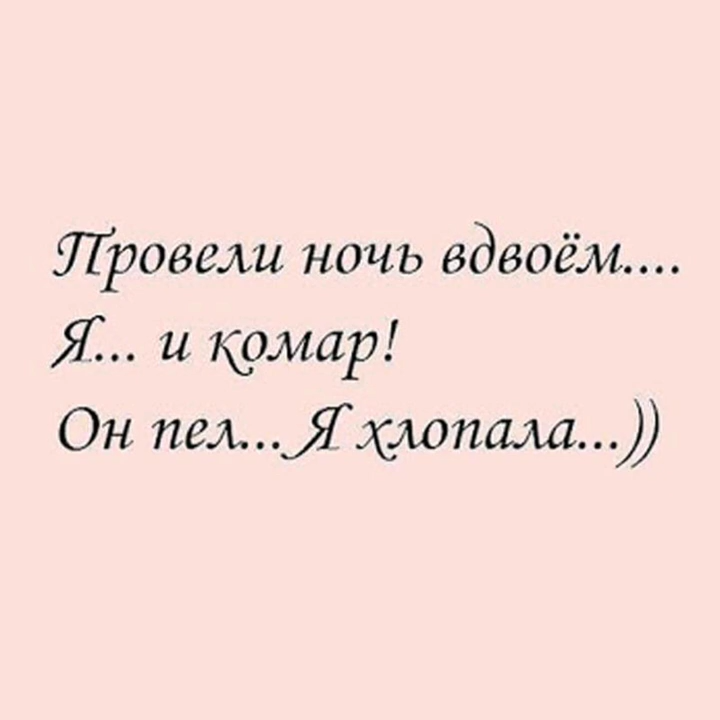 Провели ночь вдвоём....
Я... и комар!
Он пел... Я хлопала...))